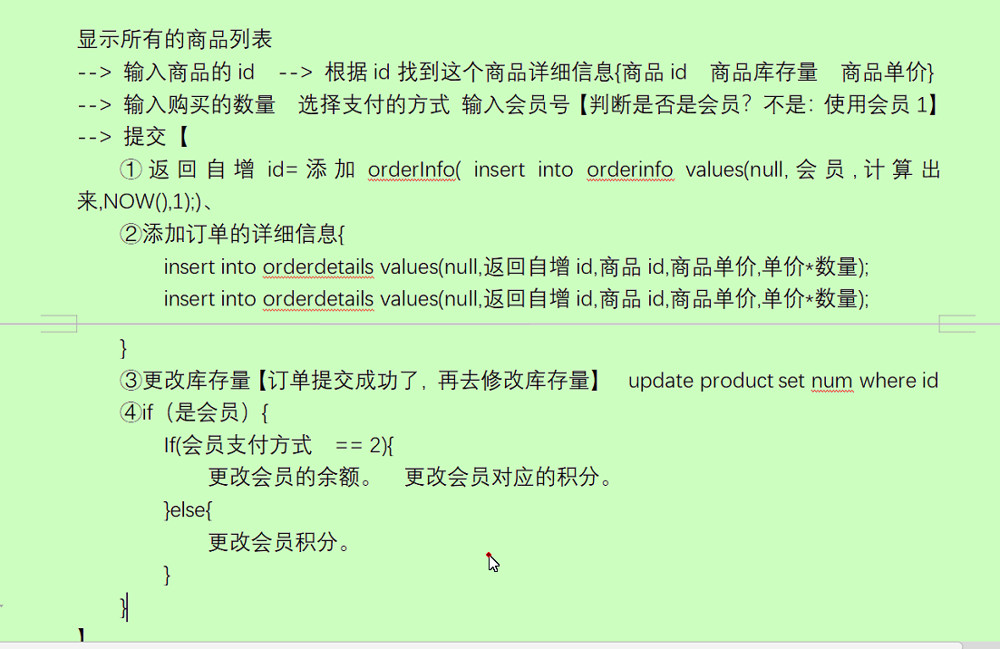 显示所有的商品列表
--> 输入商品的 id --> 根据 id 找到这个商品详细信息{商品 id 商品库存量 商品单价}
--> 输入购买的数量 选择支付的方式 输入会员号【判断是否是会员？不是：使用会员 1】
--> 提交【
①返回自增 id=添加 orderInfo( insert into orderinfo values(null,会员,计算出
来,NOW(),1);)、
②添加订单的详细信息{
insert into orderdetails values(null,返回自增 id,商品 id,商品单价,单价*数量);
insert into orderdetails values(null,返回自增 id,商品 id,商品单价,单价*数量);
}
③更改库存量【订单提交成功了，再去修改库存量】 update product set num where id
④if（是会员）{
If(会员支付方式 == 2){
更改会员的余额。 更改会员对应的积分。
}else{
更改会员积分。
}
}
】